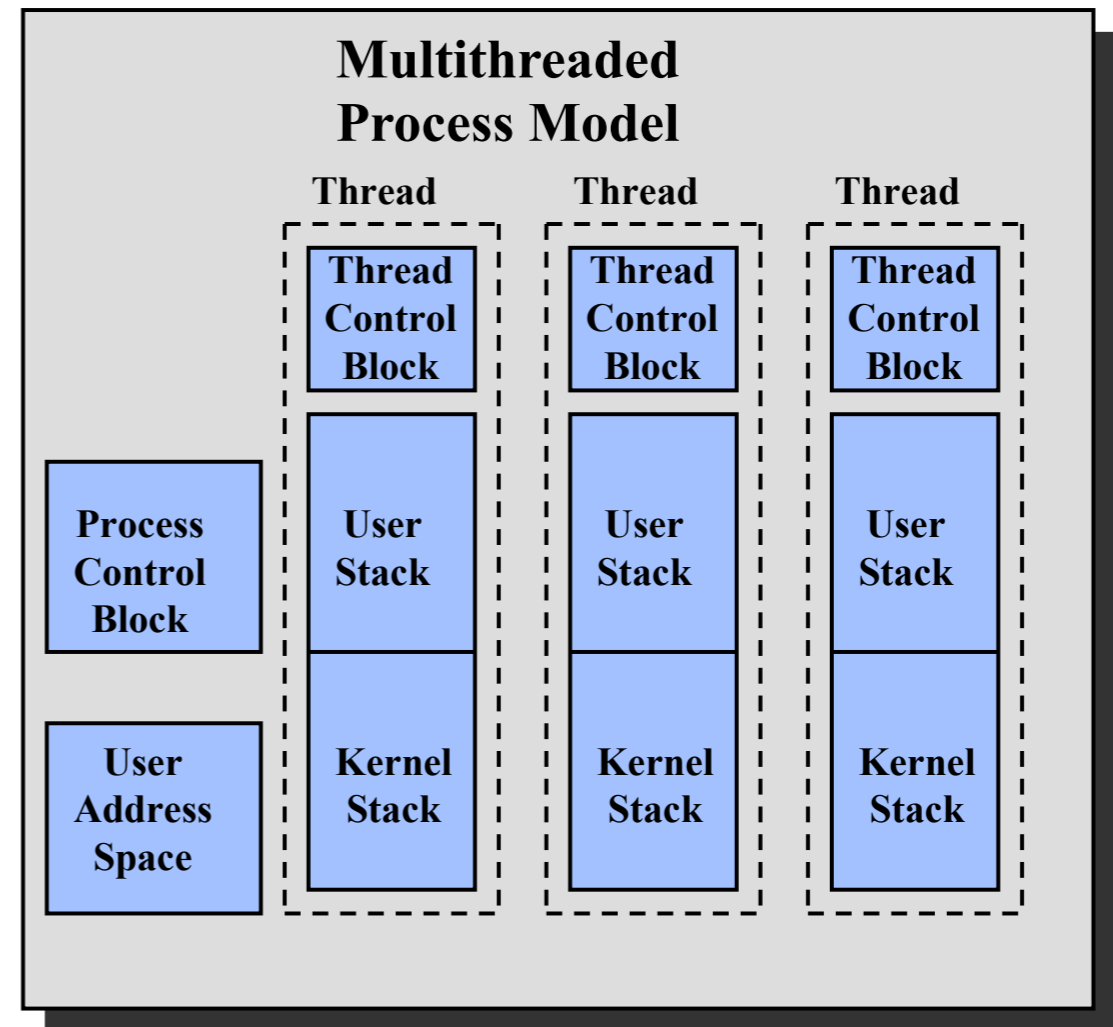 Multithreaded
Process Model
Thread
Thread
Thread
Thread
Control
Block
Thread
Control
Block
Thread
Control
Block
Process
Control
Block
User
Stack
User
Stack
User
Stack
User
Address
Space
Kernel
Stack
Kernel
Stack
Kernel
Stack